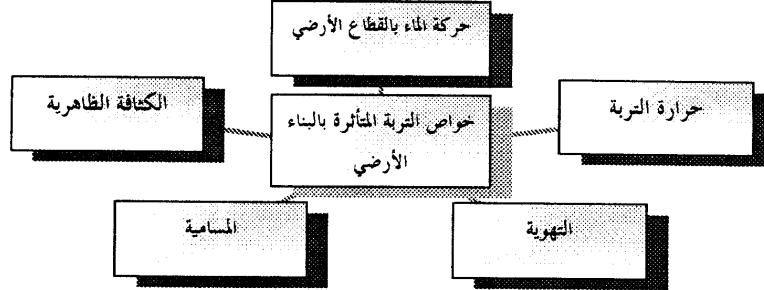 حركة الماء بالقطاع الأرضي
الكثافة الظاهرية
خواص التربة المتأثرة بالبناء
الأرضي
حرارة التربة
المسامية
التهوية